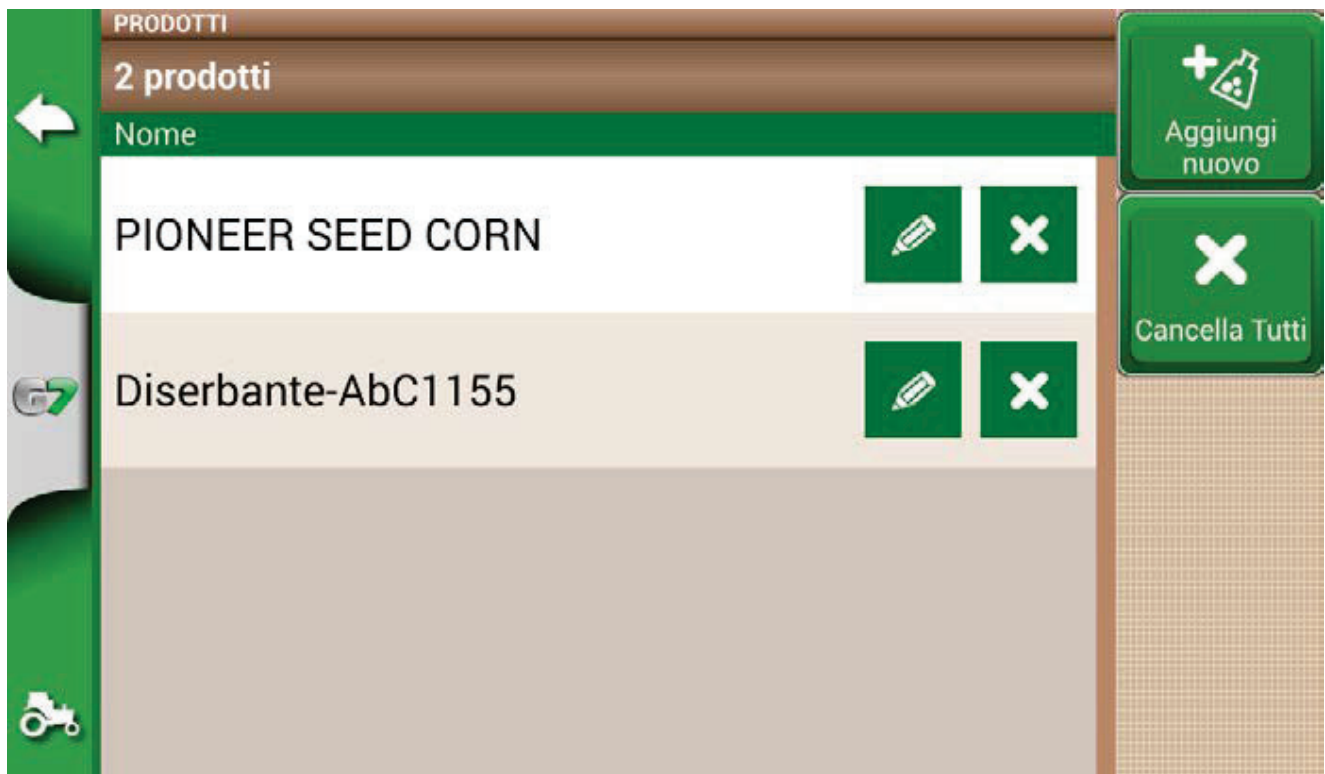 PRODOTTI
2 prodotti
Nome
PIONEER SEED CORN
Diserbante-AbC1155
G7
Aggiungi
nuovo
Cancella Tutti